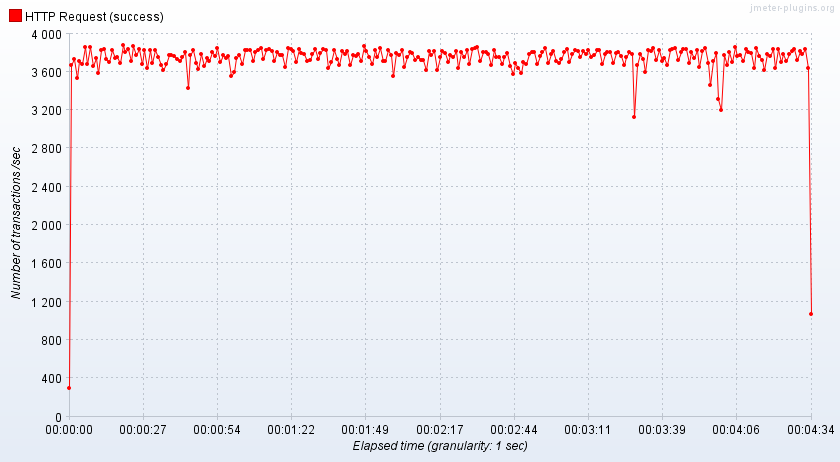 jmeter-plugins.org
HTTP Request (success)
4 000
3 600
3 200
2 800
2 400
2 000
1 600
1 200
800
400
0
Number of transactions /sec
00:00:00 00:00:27 00:00:54 00:01:22 00:01:49 00:02:17 00:02:44 00:03:11 00:03:39 00:04:06 00:04:34
Elapsed time (granularity: 1 sec)